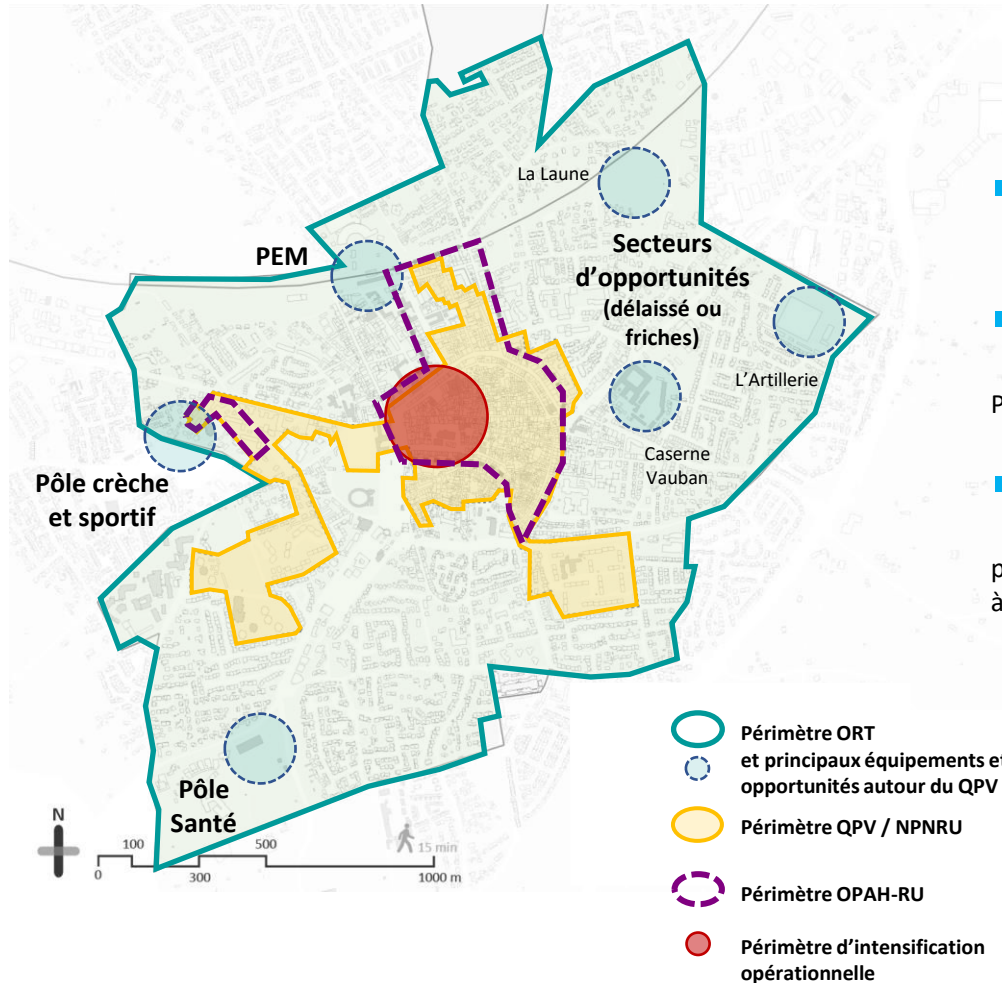 La Laune
PEM
Secteurs
d’opportunités
(délaissé ou
friches)
L’Artillerie
P
Caserne
Vauban
Pôle crèche
et sportif
p
à
Pôle
Santé
N
100
500
15 min
0
300
1000 m
Périmètre ORT
et principaux équipements et
opportunités autour du QPV
Périmètre QPV / NPNRU
Périmètre OPAH-RU
Périmètre d’intensification
opérationnelle